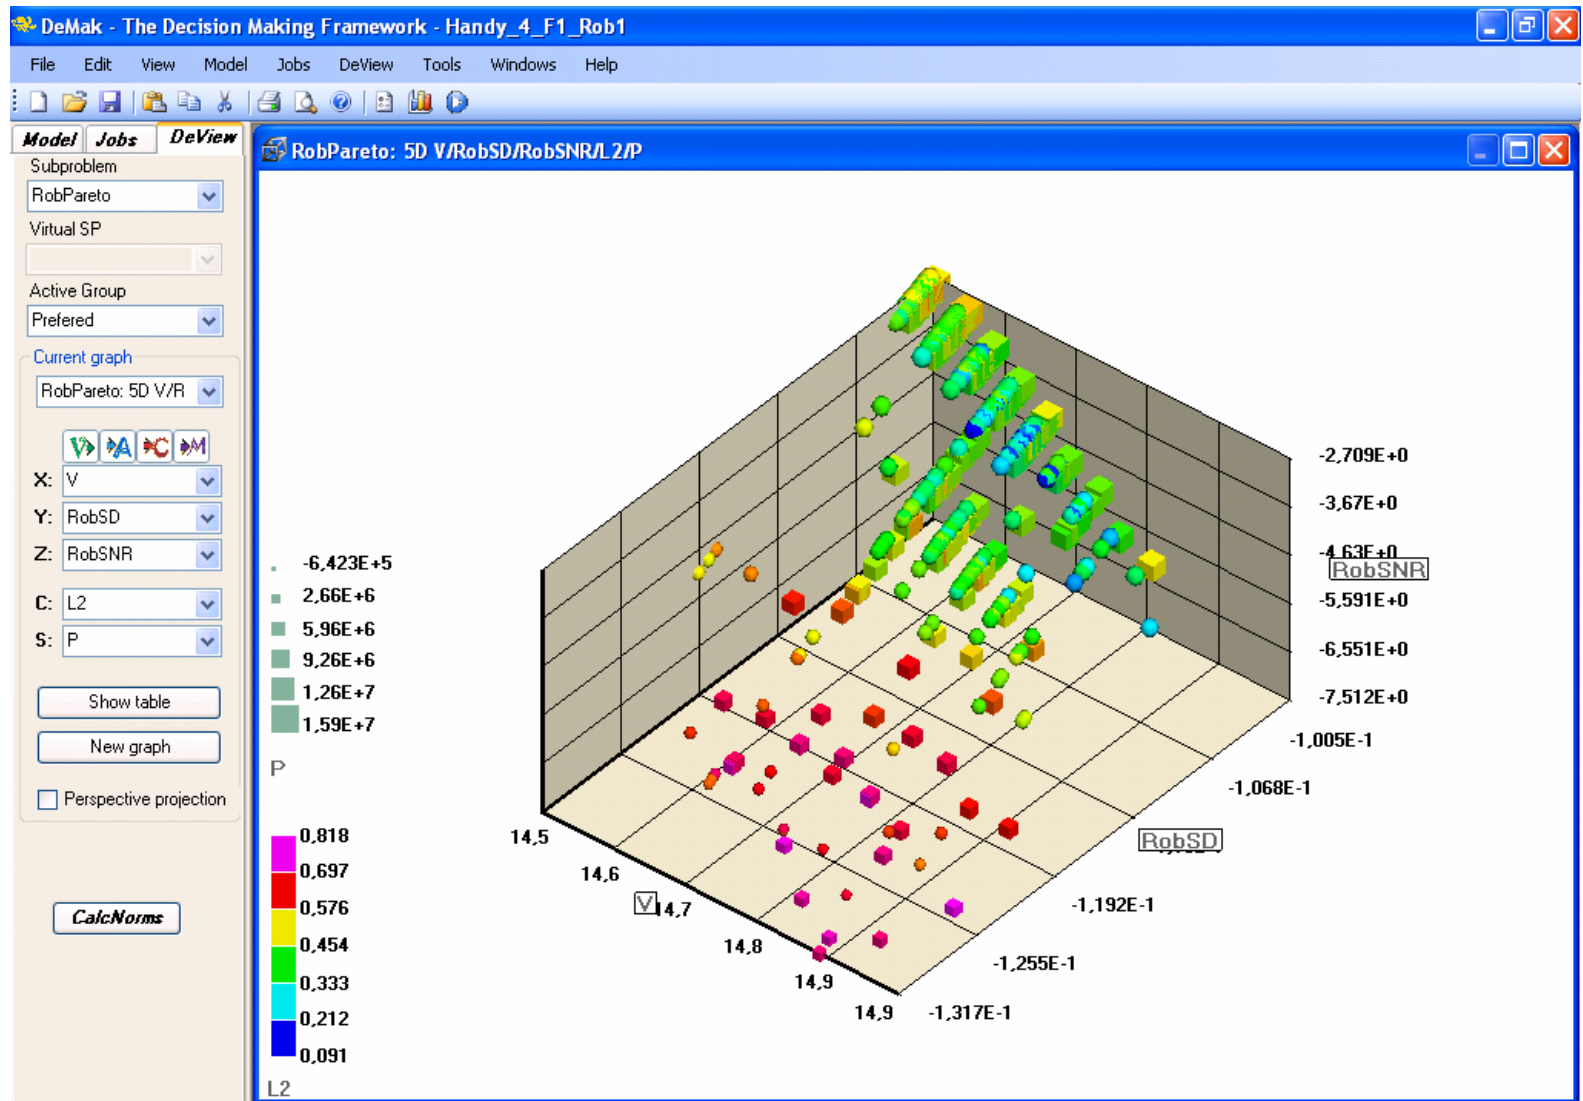 DeMak - The Decision Making Framework - Handy_4_F1_Rob1
File Edit View Model Jobs DeView Tools Windows Help
Model Jobs DeView
Subproblem
RobPareto
Virtual SP
Active Group
Prefered
Current graph
RobPareto: 5D V/R
V A C M
X: V
Y: RobSD
Z: RobSNR
C: L2
S: P
Show table
New graph
Perspective projection
CalcNorms
RobPareto: 5D V/RobSD/RobSNR/L2/P
-6,423E+5
2,66E+6
5,96E+6
9,26E+6
1,26E+7
1,59E+7
P
0,818
0,697
0,576
0,454
0,333
0,212
0,091
L2
14,5
14,6
V
14,7
14,8
14,9
14,9
-2,709E+0
-3,67E+0
-4,63E+0
RobSNR
-5,591E+0
-6,551E+0
-7,512E+0
-1,005E-1
-1,068E-1
RobSD
-1,192E-1
-1,255E-1
-1,317E-1